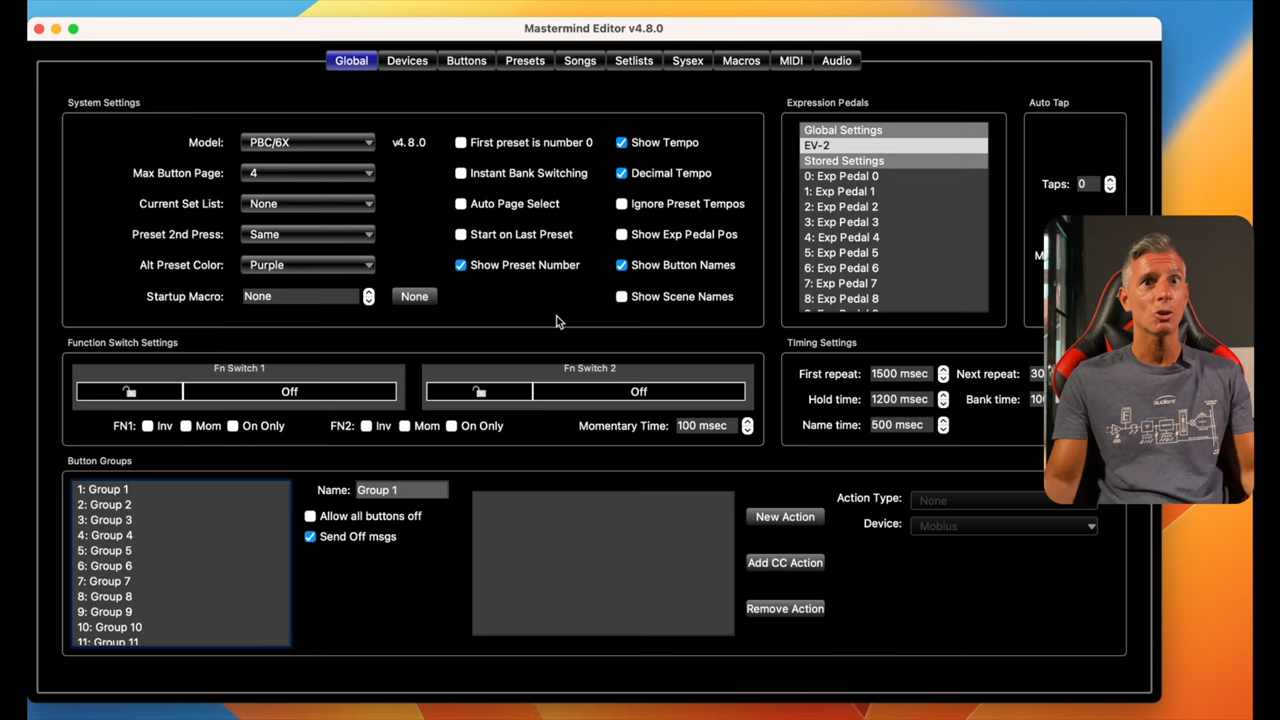 Mastermind Editor v4.8.0
Global Devices Buttons Presets Songs Setlists Sysex Macros MIDI Audio
System Settings
Model: PBC/6X v4.8.0
Max Button Page: 4
Current Set List: None
Preset 2nd Press: Same
Alt Preset Color: Purple
Startup Macro: None None
First preset is number 0
Instant Bank Switching
Auto Page Select
Start on Last Preset
Show Preset Number
Show Tempo
Decimal Tempo
Ignore Preset Tempos
Show Exp Pedal Pos
Show Button Names
Show Scene Names
Expression Pedals
Global Settings
EV-2
Stored Settings
0: Exp Pedal 0
1: Exp Pedal 1
2: Exp Pedal 2
3: Exp Pedal 3
4: Exp Pedal 4
5: Exp Pedal 5
6: Exp Pedal 6
7: Exp Pedal 7
8: Exp Pedal 8
Auto Tap
Taps: 0
M
Function Switch Settings
Fn Switch 1
Off
Fn Switch 2
Off
FN1: Inv Mom On Only
FN2: Inv Mom On Only
Momentary Time: 100 msec
Timing Settings
First repeat: 1500 msec Next repeat: 30
Hold time: 1200 msec Bank time: 100
Name time: 500 msec
Button Groups
1: Group 1
2: Group 2
3: Group 3
4: Group 4
5: Group 5
6: Group 6
7: Group 7
8: Group 8
9: Group 9
10: Group 10
11: Group 11
Name: Group 1
Allow all buttons off
Send Off msgs
New Action
Add CC Action
Remove Action
Action Type: None
Device: Mobius